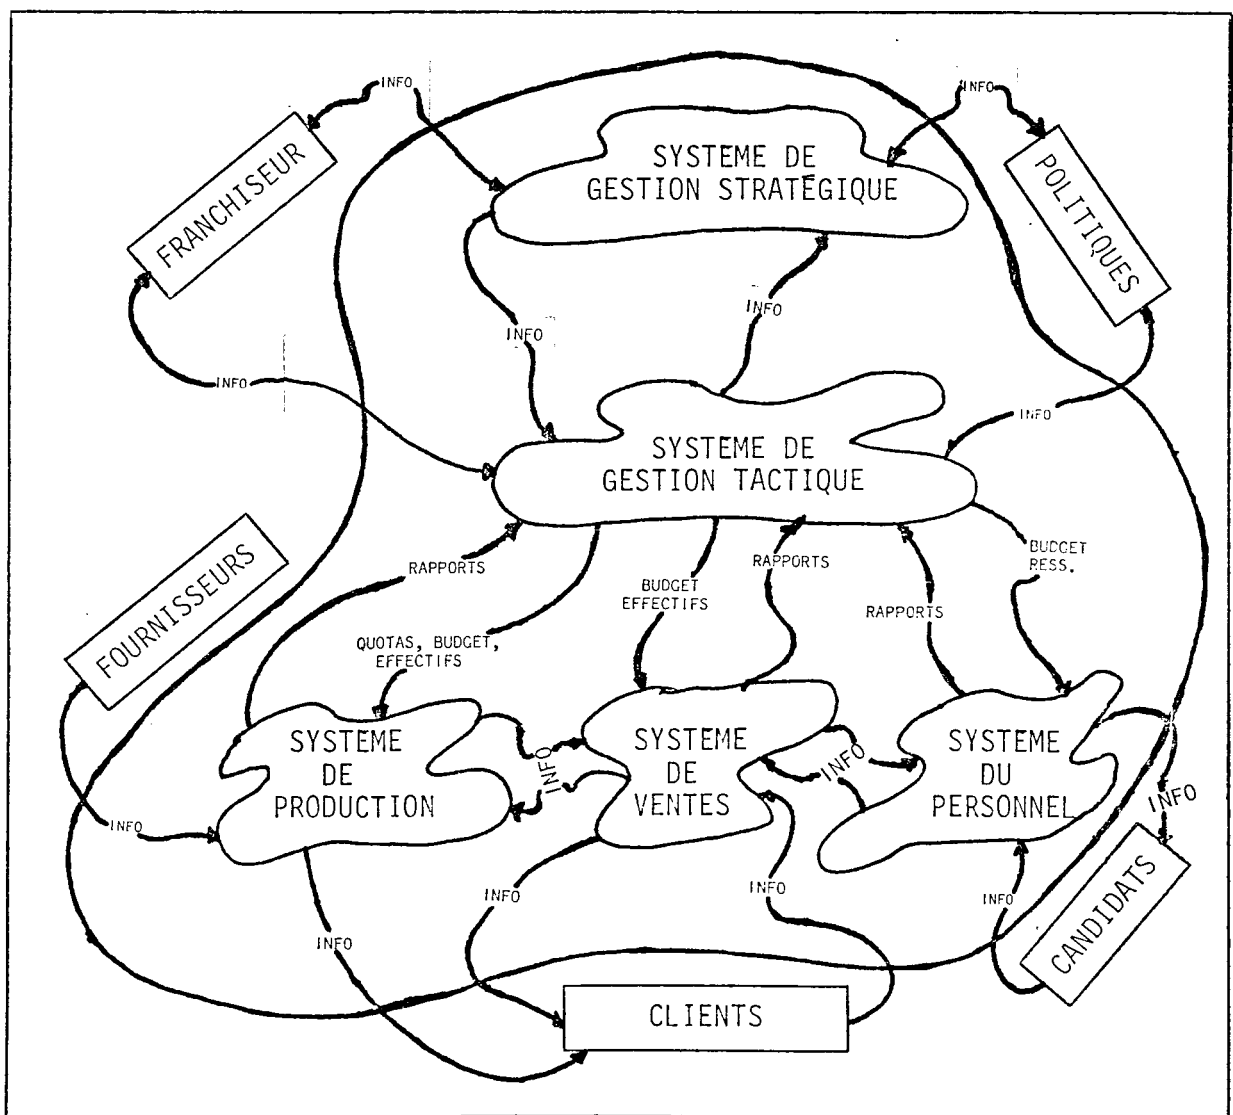 INFO
INFO
FRANCHISEUR
SYSTEME DE
GESTION STRATÉGIQUE
POLITIQUES
INFO
INFO
INFO
INFO
SYSTEME DE
GESTION TACTIQUE
FOURNISSEURS
RAPPORTS
BUDGET
EFFECTIFS
RAPPORTS
BUDGET
RESS.
RAPPORTS
QUOTAS, BUDGET,
EFFECTIFS
SYSTEME
DE
PRODUCTION
INFO
SYSTEME
DE
VENTES
INFO
SYSTEME
DU
PERSONNEL
INFO
INFO
INFO
INFO
INFO
INFO
CANDIDATS
CLIENTS